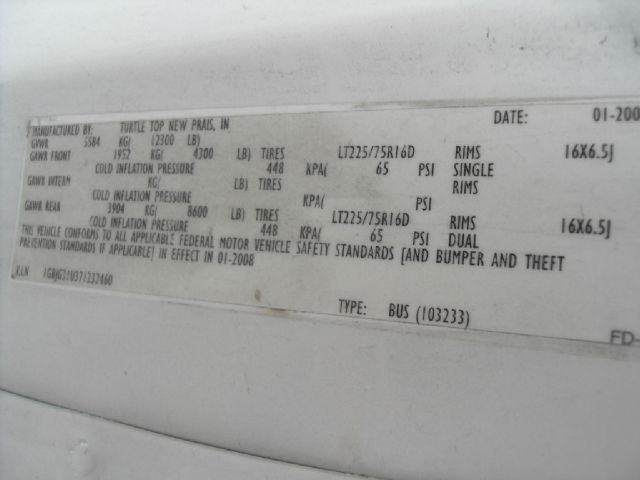 MANUFACTURED BY: TURTLE TOP NEW PRAIS, IN DATE: 01-200
GVWR 5584 KG( 12300 LB)
GAWR FRONT 1952 KG( 4300 LB) TIRES LT225/75R16D RIMS 16X6.5J
COLD INFLATION PRESSURE 448 KPA( 65 PSI SINGLE
GAWR INTERM KG( LB) TIRES RIMS
COLD INFLATION PRESSURE KPA( PSI
GAWR REAR 3904 KG( 8600 LB) TIRES LT225/75R16D RIMS 16X6.5J
COLD INFLATION PRESSURE 448 KPA( 65 PSI DUAL
THIS VEHICLE CONFORMS TO ALL APPLICABLE FEDERAL MOTOR VEHICLE SAFETY STANDARDS [AND BUMPER AND THEFT
PREVENTION STANDARDS IF APPLICABLE] IN EFFECT IN 01-2008
V.I.N 1GBJG31U371232460
TYPE: BUS (103233)
FD-